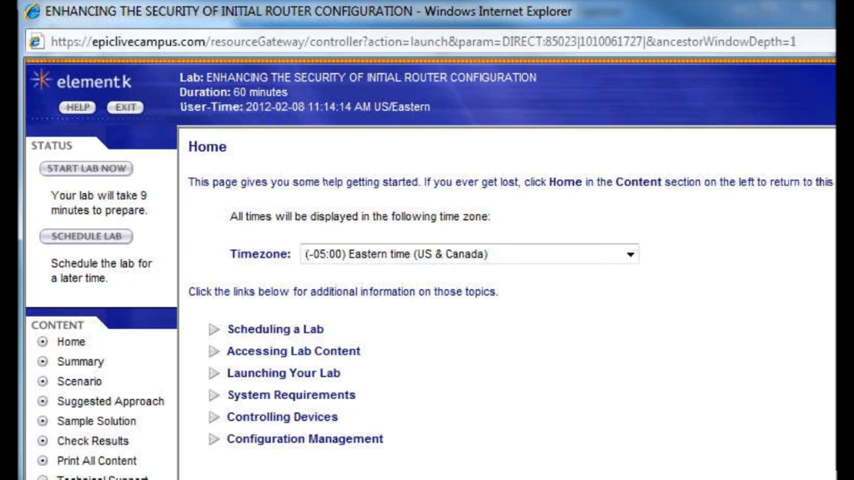 ENHANCING THE SECURITY OF INITIAL ROUTER CONFIGURATION - Windows Internet Explorer
https://epiclivecampus.com/resourceGateway/controller?action=launch&param=DIRECT:85023|1010061727|&ancestorWindowDepth=1
element k
Lab: ENHANCING THE SECURITY OF INITIAL ROUTER CONFIGURATION
Duration: 60 minutes
User-Time: 2012-02-08 11:14:14 AM US/Eastern
HELP
EXIT
STATUS
START LAB NOW
Your lab will take 9
minutes to prepare.
SCHEDULE LAB
Schedule the lab for
a later time.
CONTENT
Home
Summary
Scenario
Suggested Approach
Sample Solution
Check Results
Print All Content
Technical Support
Home
This page gives you some help getting started. If you ever get lost, click Home in the Content section on the left to return to this
All times will be displayed in the following time zone:
Timezone: (-05:00) Eastern time (US & Canada)
Click the links below for additional information on those topics.
Scheduling a Lab
Accessing Lab Content
Launching Your Lab
System Requirements
Controlling Devices
Configuration Management